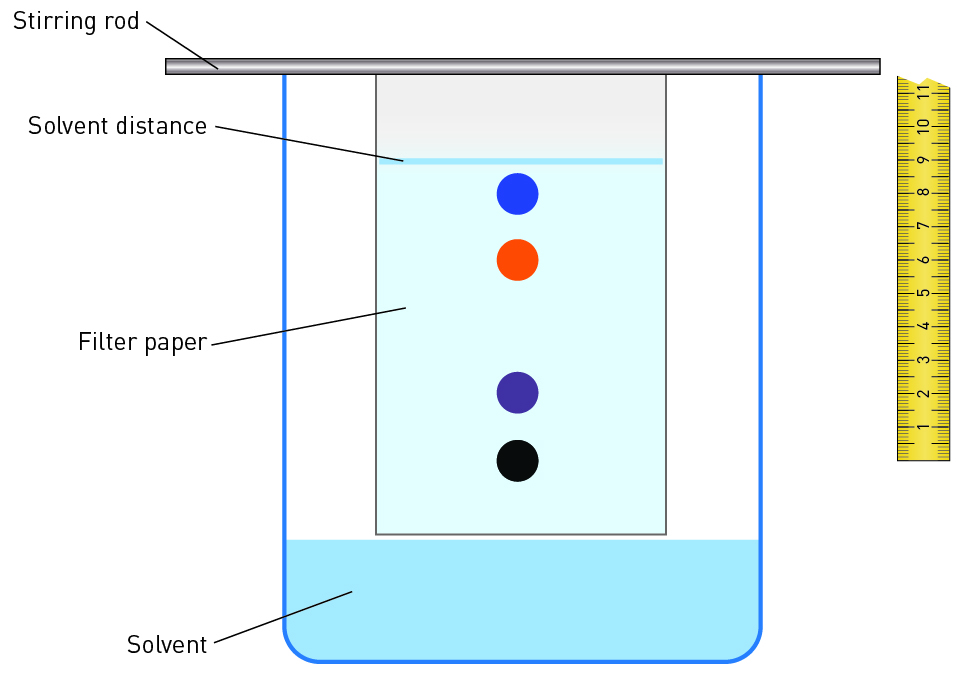 Stirring rod
Solvent distance
Filter paper
Solvent
11
10
9
8
7
6
5
4
3
2
1